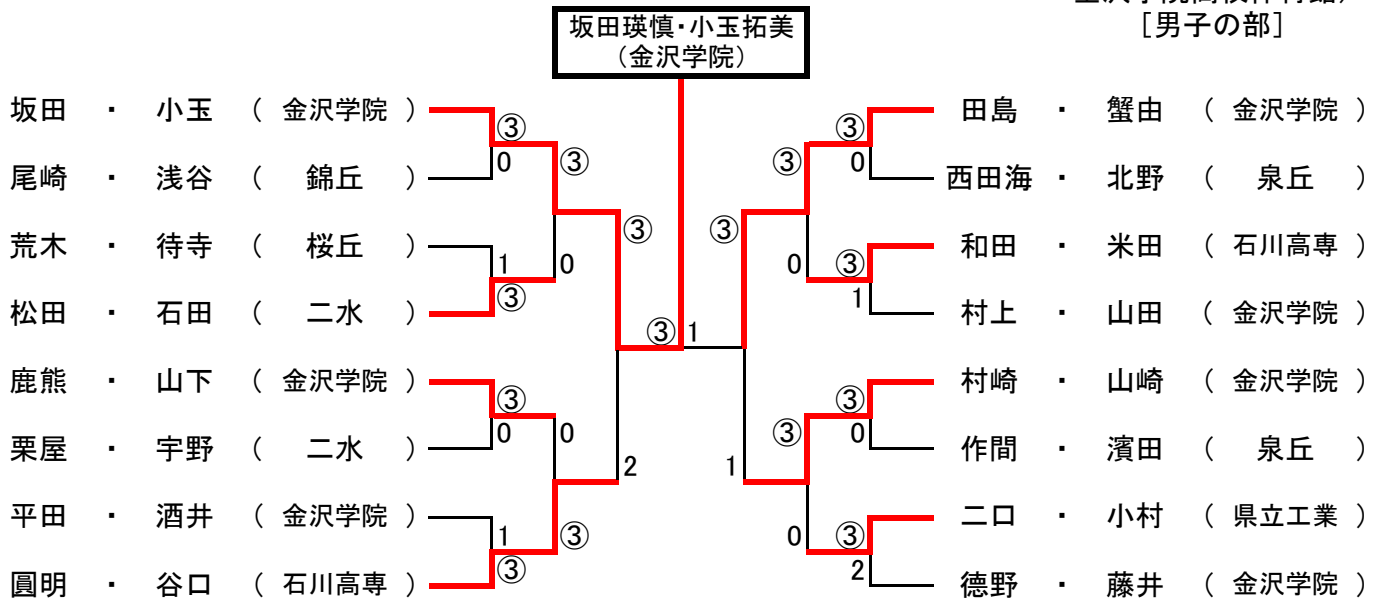 [男子の部]
坂田瑛慎・小玉拓美
(金沢学院)
坂田 ・ 小玉 ( 金沢学院 )
尾崎 ・ 浅谷 ( 錦丘 )
荒木 ・ 待寺 ( 桜丘 )
松田 ・ 石田 ( 二水 )
鹿熊 ・ 山下 ( 金沢学院 )
栗屋 ・ 宇野 ( 二水 )
平田 ・ 酒井 ( 金沢学院 )
圓明 ・ 谷口 ( 石川高専 )
③
0
③
1
0
③
③
③
0
0
2
1
③
③
③ 1
田島 ・ 蟹由 ( 金沢学院 )
西田海 ・ 北野 ( 泉丘 )
和田 ・ 米田 ( 石川高専 )
村上 ・ 山田 ( 金沢学院 )
村崎 ・ 山崎 ( 金沢学院 )
作間 ・ 濱田 ( 泉丘 )
二口 ・ 小村 ( 県立工業 )
德野 ・ 藤井 ( 金沢学院 )
③
③
0
③
0
③
1
③
③
0
1
0
③
2